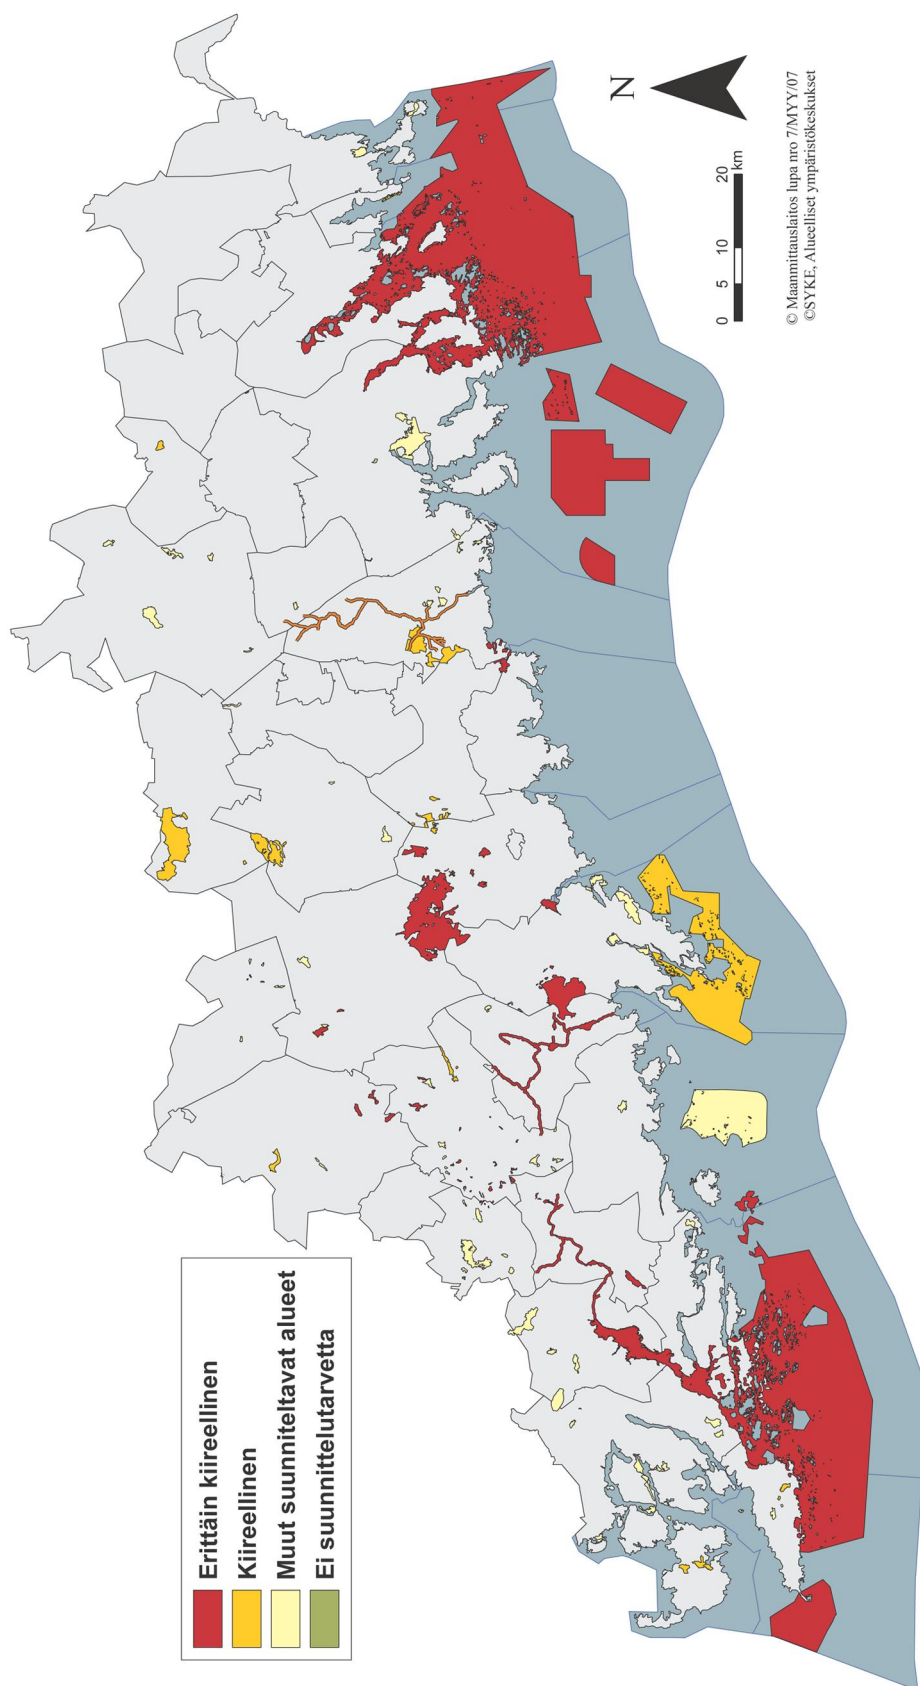 Erittäin kiireellinen
Kiireellinen
Muut suunniteltavat alueet
Ei suunnittelutarvetta
N
0 5 10 20
km
© Maanmittauslaitos lupa nro 7/MYY/07
©SYKE, Alueelliset ympäristökeskukset